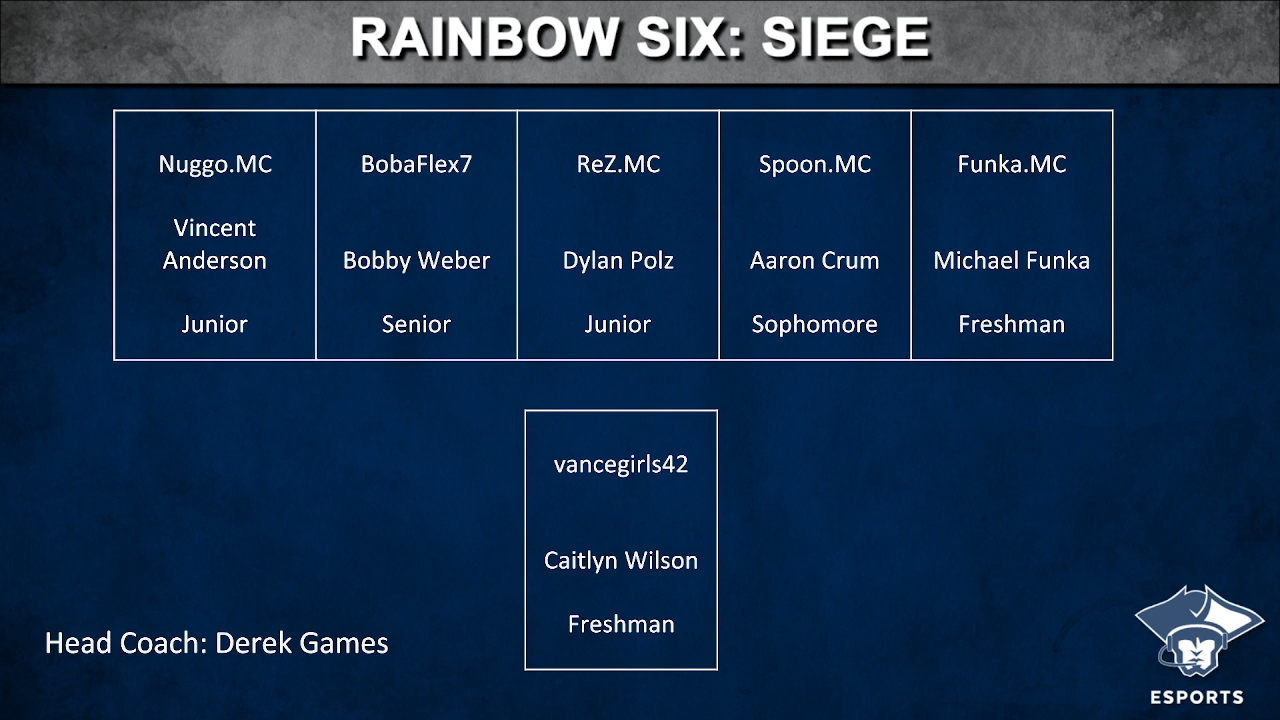 RAINBOW SIX: SIEGE
Nuggo.MC
Vincent
Anderson
Junior
BobaFlex7
Bobby Weber
Senior
ReZ.MC
Dylan Polz
Junior
Spoon.MC
Aaron Crum
Sophomore
Funka.MC
Michael Funka
Freshman
vancegirls42
Caitlyn Wilson
Freshman
Head Coach: Derek Games
ESPORTS